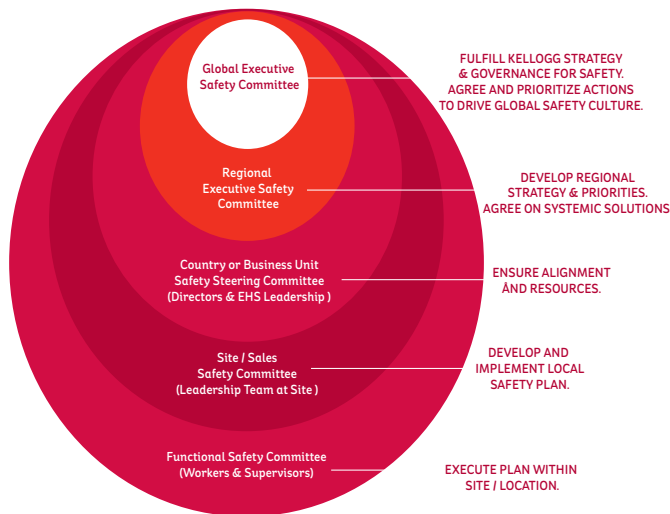 Global Executive
Safety Committee
FULFILL KELLOGG STRATEGY
& GOVERNANCE FOR SAFETY.
AGREE AND PRIORITIZE ACTIONS
TO DRIVE GLOBAL SAFETY CULTURE.
Regional
Executive Safety
Committee
DEVELOP REGIONAL
STRATEGY & PRIORITIES.
AGREE ON SYSTEMIC SOLUTIONS
Country or Business Unit
Safety Steering Committee
(Directors & EHS Leadership )
ENSURE ALIGNMENT
ÀND RESOURCES.
Site / Sales
Safety Committee
(Leadership Team at Site )
DEVELOP AND
IMPLEMENT LOCAL
SAFETY PLAN.
Functional Safety Committee
(Workers & Supervisors)
EXECUTE PLAN WITHIN
SITE / LOCATION.